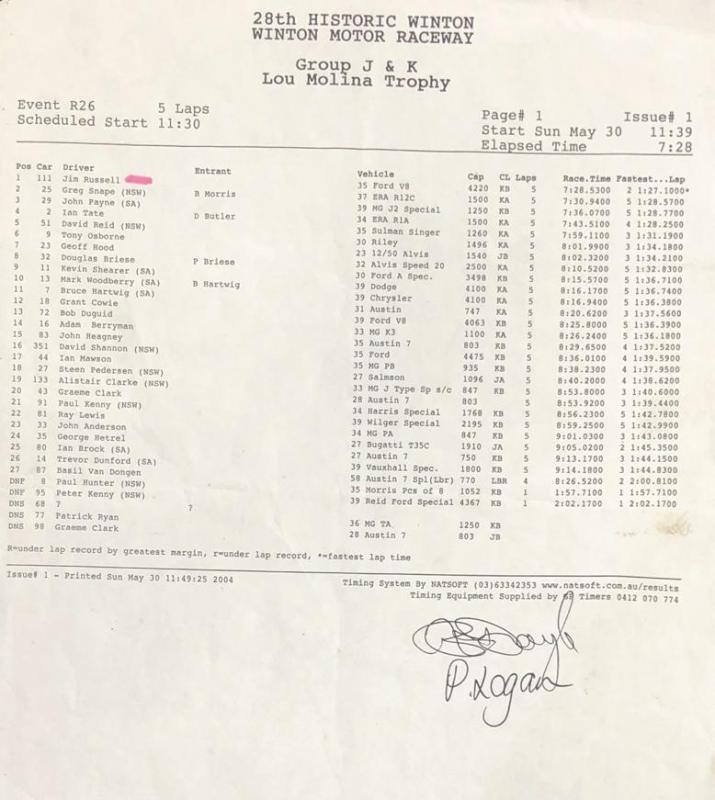 28th HISTORIC WINTON
WINTON MOTOR RACEWAY
Group J & K
Lou Molina Trophy
Event R26 5 Laps Page# 1 Issue# 1
Scheduled Start 11:30 Start Sun May 30 11:39
Elapsed Time 7:28
Pos Car Driver Entrant Vehicle Cap CL Laps Race.Time Fastest...Lap
1 111 Jim Russell 35 Ford V8 4220 KB 5 7:28.5300 2 1:27.1000*
2 25 Greg Snape (NSW) B Morris 37 ERA R12C 1500 KA 5 7:30.9400 5 1:28.5700
3 29 John Payne (SA) 39 MG J2 Special 1250 KB 5 7:36.0700 5 1:28.7700
4 2 Ian Tate D Butler 34 ERA R1A 1500 KA 5 7:43.5100 4 1:28.2500
5 51 David Reid (NSW) 35 Sulman Singer 1260 KA 5 7:59.1100 3 1:31.1900
6 9 Tony Osborne 30 Riley 1496 KA 5 8:01.9900 3 1:34.1800
7 23 Geoff Hood 23 12/50 Alvis 1540 JB 5 8:02.3200 3 1:34.2100
8 32 Douglas Briese P Briese 32 Alvis Speed 20 2500 KA 5 8:10.5200 5 1:32.8300
9 11 Kevin Shearer (SA) 30 Ford A Spec. 3498 KB 5 8:15.5700 5 1:36.7100
10 13 Mark Woodberry (SA) B Hartwig 39 Dodge 4100 KA 5 8:16.1700 5 1:36.7400
11 7 Bruce Hartwig (SA) 39 Chrysler 4100 KA 5 8:16.9400 5 1:36.3800
12 18 Grant Cowie 31 Austin 747 KA 5 8:20.6200 3 1:37.5600
13 72 Bob Duguid 39 Ford V8 4063 KB 5 8:25.8000 5 1:36.3900
14 16 Adam Berryman 33 MG K3 1100 KA 5 8:26.2400 5 1:36.1800
15 83 John Heagney 35 Austin 7 803 KB 5 8:29.6500 4 1:37.5200
16 351 David Shannon (NSW) 35 Ford 4475 KB 5 8:36.0100 4 1:39.5900
17 44 Ian Mawson 35 MG PB 935 KB 5 8:38.2300 4 1:37.9500
18 27 Steen Pedersen (NSW) 27 Salmson 1096 JA 5 8:40.2000 4 1:38.6200
19 133 Alistair Clarke (NSW) 33 MG J Type Sp s/c 847 KB 5 8:53.8000 3 1:40.6000
20 43 Graeme Clark 28 Austin 7 803 5 8:53.9200 3 1:39.4400
21 91 Paul Kenny (NSW) 34 Harris Special 1768 KB 5 8:56.2300 5 1:42.7800
22 81 Ray Lewis 39 Wilger Special 2195 KB 5 8:59.2500 5 1:42.9900
23 33 John Anderson 34 MG PA 847 KB 5 9:01.0300 3 1:43.0800
24 35 George Hetrel 27 Bugatti T35C 1910 JA 5 9:05.0200 2 1:45.3500
25 80 Ian Brock (SA) 27 Austin 7 750 KB 5 9:13.1700 3 1:44.1500
26 14 Trevor Dunford (SA) 39 Vauxhall Spec. 1800 KB 5 9:14.1800 3 1:44.8300
27 87 Basil Van Dongen 58 Austin 7 Spl(Lbr) 770 LBR 4 8:26.5200 2 2:00.8100
DNF 8 Paul Hunter (NSW) 35 Morris Pcs of 8 1052 KB 1 1:57.7100 1 1:57.7100
DNF 95 Peter Kenny (NSW) 39 Reid Ford Special 4367 KB 1 2:02.1700 1 2:02.1700
DNS 68 ? ?
DNS 77 Patrick Ryan 36 MG TA 1250 KB
DNS 98 Graeme Clark 28 Austin 7 803 JB
R=under lap record by greatest margin, r=under lap record, *=fastest lap time
Issue# 1 - Printed Sun May 30 11:49:25 2004 Timing System By NATSOFT (03)63342353 www.natsoft.com.au/results
Timing Equipment Supplied by Timers 0412 070 774
P. Logan